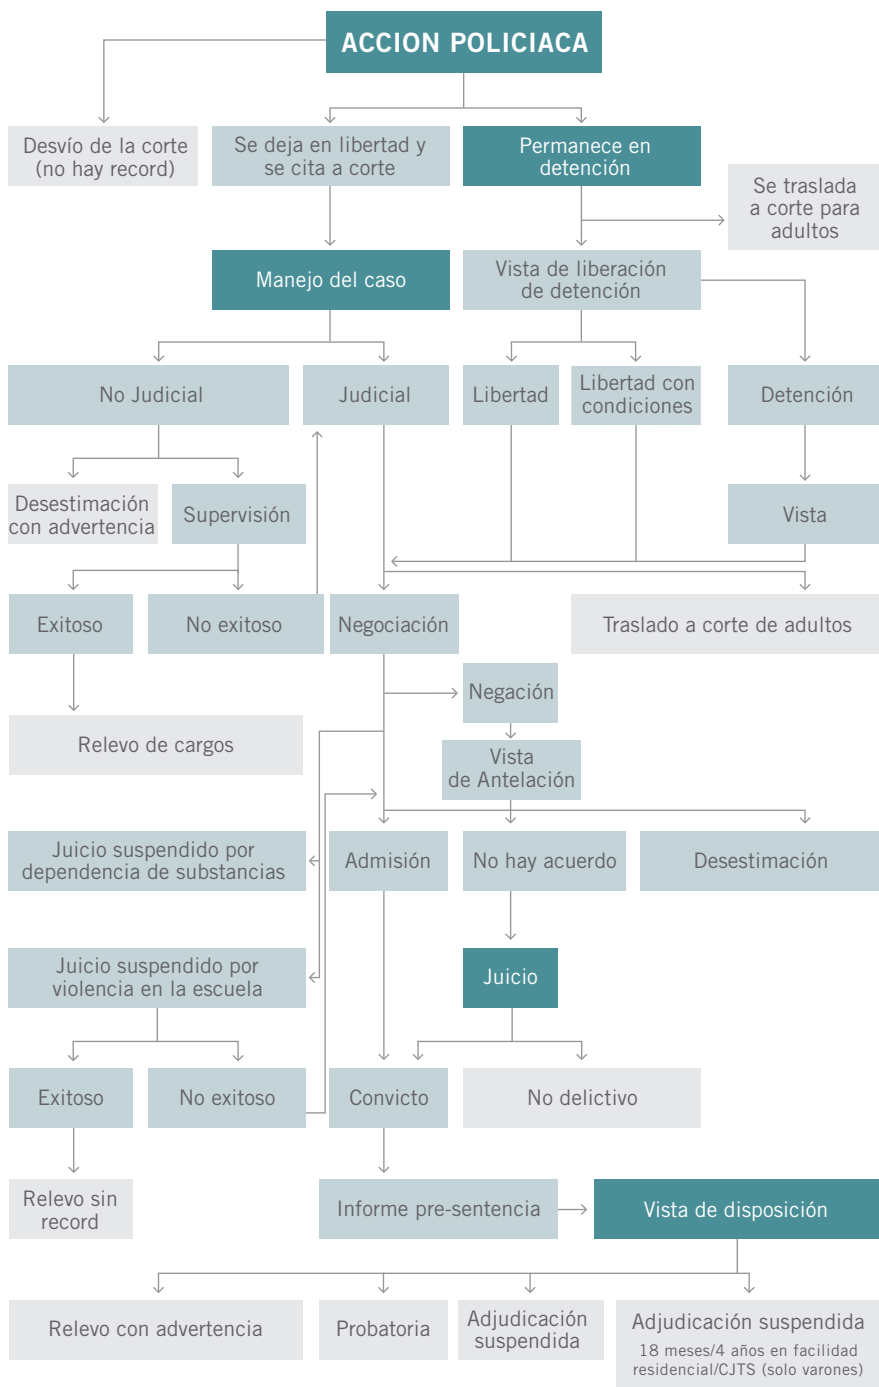 ACCION POLICIACA
Desvío de la corte
(no hay record)
Se deja en libertad y
se cita a corte
Permanece en
detención
Se traslada
a corte para
adultos
Manejo del caso
Vista de liberación
de detención
No Judicial
Judicial
Libertad
Libertad con
condiciones
Detención
Desestimación
con advertencia
Supervisión
Vista
Exitoso
No exitoso
Negociación
Traslado a corte de adultos
Negación
Relevo de cargos
Vista
de Antelación
Juicio suspendido por
dependencia de substancias
Admisión
No hay acuerdo
Desestimación
Juicio suspendido por
violencia en la escuela
Juicio
Exitoso
No exitoso
Convicto
No delictivo
Relevo sin
record
Informe pre-sentencia
Vista de disposición
Relevo con advertencia
Probatoria
Adjudicación
suspendida
Adjudicación suspendida
18 meses/4 años en facilidad
residencial/CJTS (solo varones)